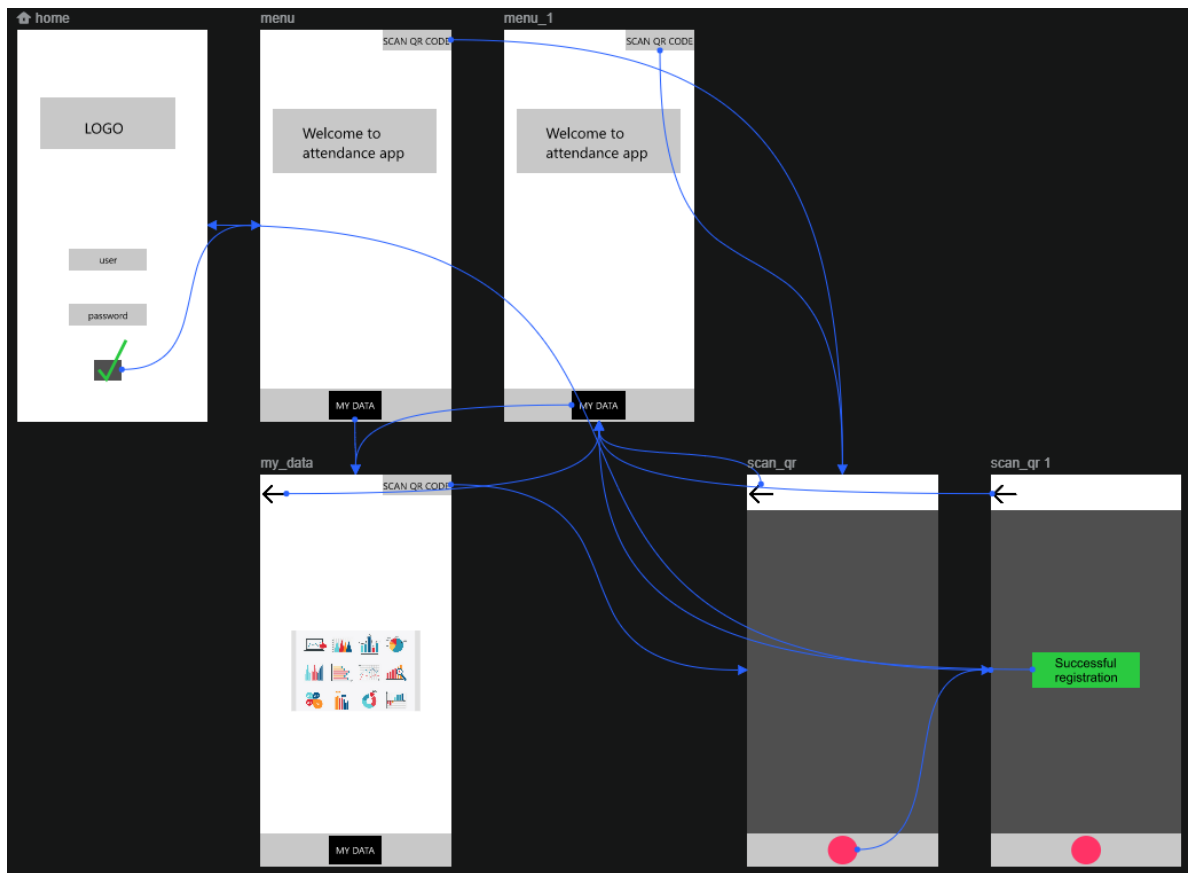 home
menu
menu_1
SCAN QR CODE
SCAN QR CODE
LOGO
Welcome to
attendance app
Welcome to
attendance app
user
password
MY DATA
MY DATA
my_data
scan_qr
scan_qr 1
SCAN QR CODE
Successful
registration
MY DATA